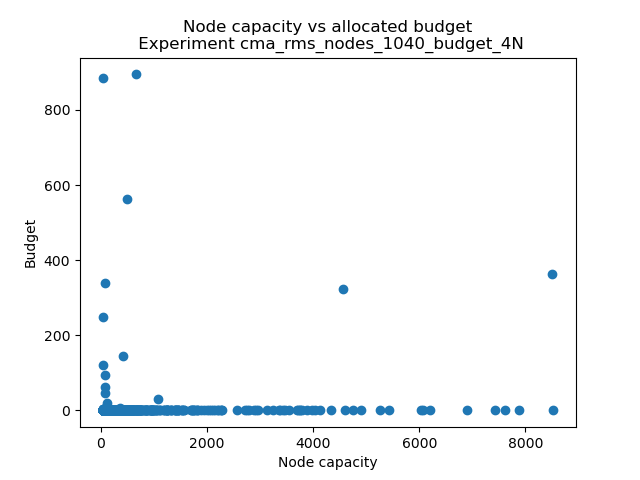 Node capacity vs allocated budget
Experiment cma_rms_nodes_1040_budget_4N
800
600
400
200
0
Budget
0 2000 4000 6000 8000
Node capacity